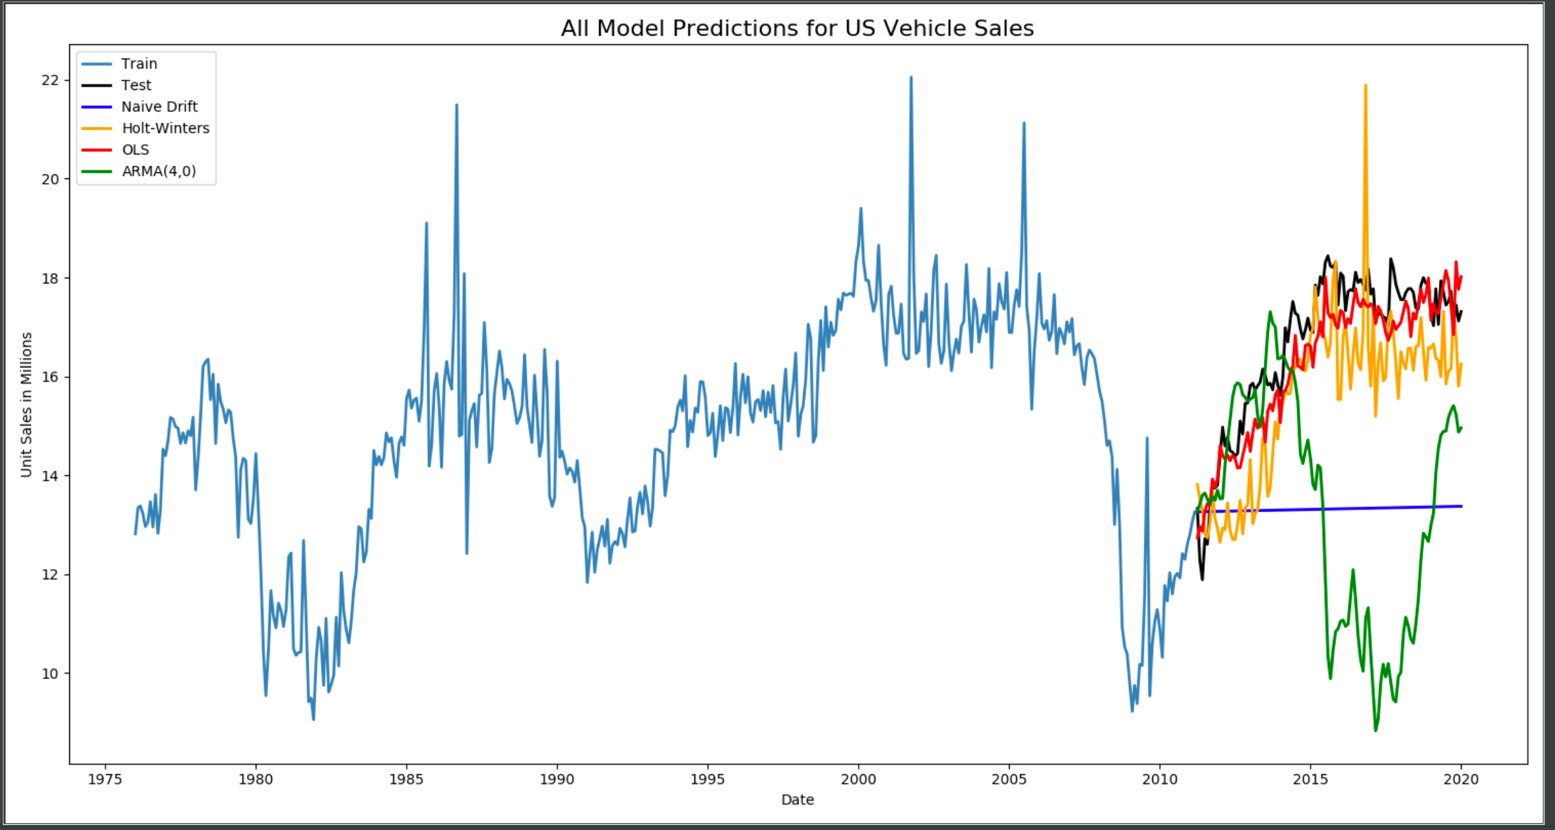 All Model Predictions for US Vehicle Sales
Train
Test
Naive Drift
Holt-Winters
OLS
ARMA(4,0)
22
20
18
16
14
12
10
Unit Sales in Millions
1975 1980 1985 1990 1995 2000 2005 2010 2015 2020
Date